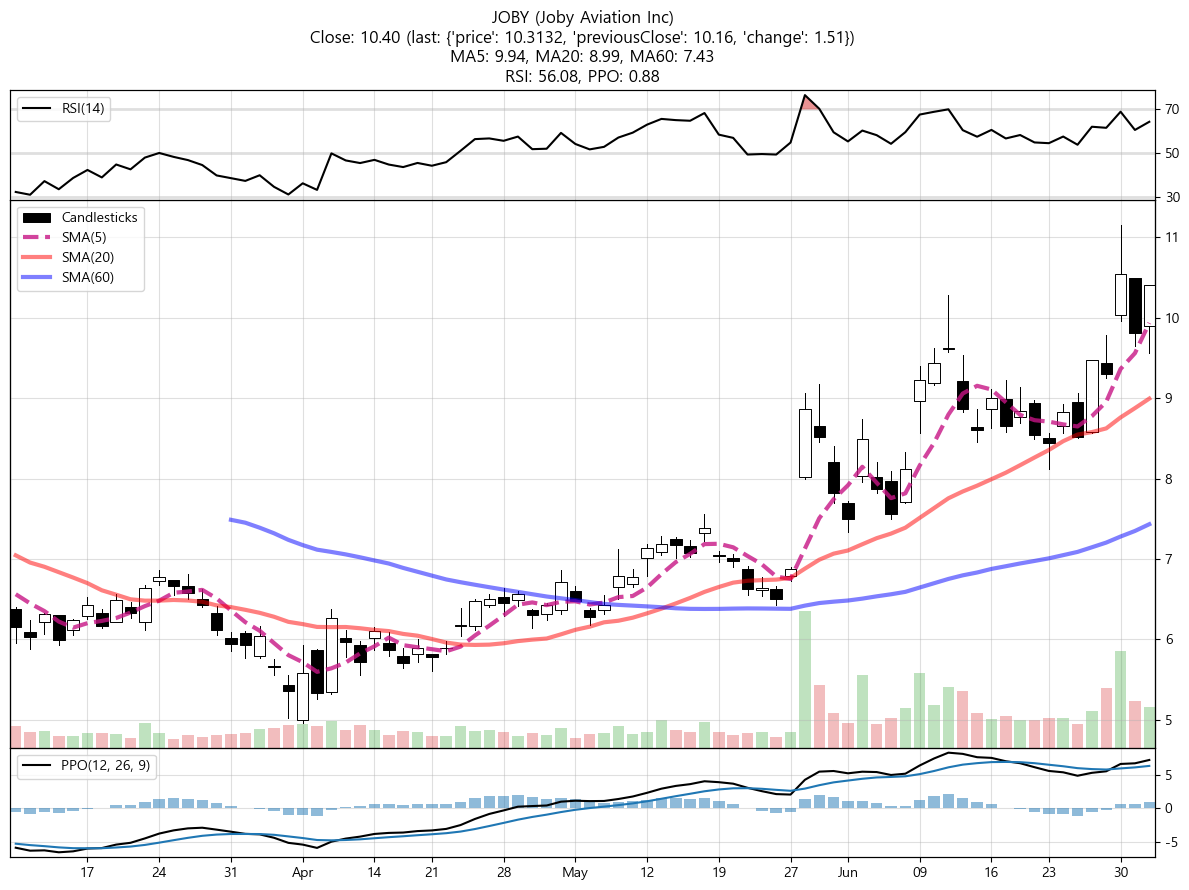 JOBY (Joby Aviation Inc)
Close: 10.40 (last: {'price': 10.3132, 'previousClose': 10.16, 'change': 1.51})
MA5: 9.94, MA20: 8.99, MA60: 7.43
RSI: 56.08, PPO: 0.88
RSI(14)
70
50
30
Candlesticks
SMA(5)
SMA(20)
SMA(60)
11
10
9
8
7
6
5
PPO(12, 26, 9)
5
0
-5
17 24 31 Apr 14 21 28 May 12 19 27 Jun 09 16 23 30